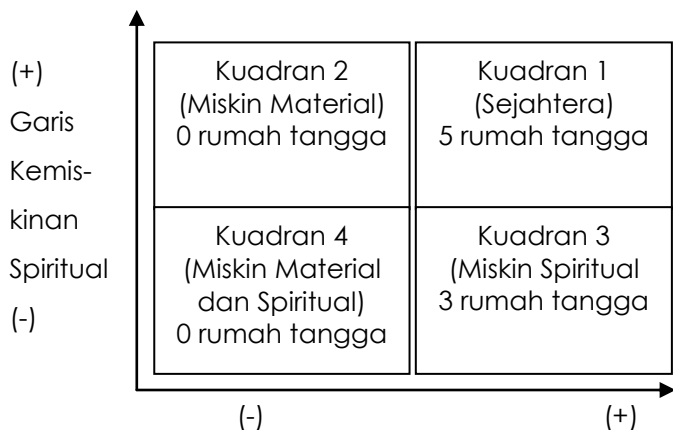 (+)
Garis
Kemis-
kinan
Spiritual
(-)
Kuadran 2
(Miskin Material)
0 rumah tangga
Kuadran 1
(Sejahtera)
5 rumah tangga
Kuadran 4
(Miskin Material
dan Spiritual)
0 rumah tangga
Kuadran 3
(Miskin Spiritual
3 rumah tangga
(-)
(+)